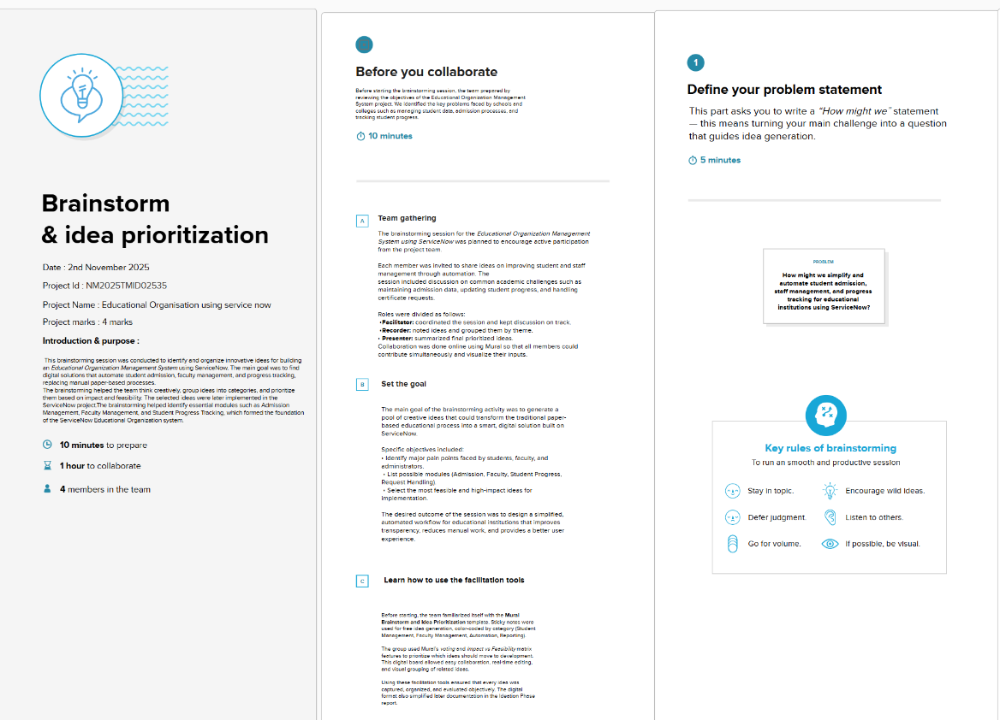 Brainstorm
& idea prioritization
Date : 2nd November 2025
Project Id : NM2025TMID02535
Project Name : Educational Organisation using service now
Project marks : 4 marks
Introduction & purpose :
This brainstorming session was conducted to identify and organize innovative ideas for building
an Educational Organization Management System using ServiceNow. The main goal was to find
digital solutions that automate student admission, faculty management, and progress tracking,
replacing manual paper-based processes.
The brainstorming helped the team think creatively, group ideas into categories, and prioritize
them based on impact and feasibility. The selected ideas were later implemented in the
ServiceNow project.The brainstorming helped identify essential modules such as Admission
Management, Faculty Management, and Student Progress Tracking, which formed the foundation
of the ServiceNow Educational Organization system.
10 minutes to prepare
1 hour to collaborate
4 members in the team
Before you collaborate
Before starting the brainstorming session, the team prepared by
reviewing the objectives of the Educational Organization Management
System project. We identified the key problems faced by schools and
colleges such as managing student data, admission processes, and
tracking student progress.
10 minutes
A
Team gathering
The brainstorming session for the Educational Organization Management
System using ServiceNow was planned to encourage active participation
from the project team.
Each member was invited to share ideas on improving student and staff
management through automation. The
session included discussion on common academic challenges such as
maintaining admission data, updating student progress, and handling
certificate requests.
Roles were divided as follows:
•Facilitator: coordinated the session and kept discussion on track.
•Recorder: noted ideas and grouped them by theme.
• Presenter: summarized final prioritized ideas.
Collaboration was done online using Mural so that all members could
contribute simultaneously and visualize their inputs.
B
Set the goal
The main goal of the brainstorming activity was to generate a
pool of creative ideas that could transform the traditional paper-
based educational process into a smart, digital solution built on
ServiceNow.
Specific objectives included:
• Identify major pain points faced by students, faculty, and
administrators.
• List possible modules (Admission, Faculty, Student Progress,
Request Handling).
• Select the most feasible and high-impact ideas for
implementation.
The desired outcome of the session was to design a simplified,
automated workflow for educational institutions that improves
transparency, reduces manual work, and provides a better user
experience.
C
Learn how to use the facilitation tools
Before starting, the team familiarized itself with the Mural
Brainstorm and Idea Prioritization template. Sticky notes were
used for free idea generation, color-coded by category (Student
Management, Faculty Management, Automation, Reporting).
The group used Mural's voting and Impact vs Feasibility matrix
features to prioritize which ideas should move to development.
This digital board allowed easy collaboration, real-time editing,
and visual grouping of related ideas.
Using these facilitation tools ensured that every idea was
captured, organized, and evaluated objectively. The digital
format also simplified later documentation in the Ideation Phase
report.
1
Define your problem statement
This part asks you to write a “How might we” statement
— this means turning your main challenge into a question
that guides idea generation.
5 minutes
PROBLEM
How might we simplify and
automate student admission,
staff management, and progress
tracking for educational
institutions using ServiceNow?
Key rules of brainstorming
To run an smooth and productive session
Stay in topic.
Encourage wild ideas.
Defer judgment.
Listen to others.
Go for volume.
If possible, be visual.